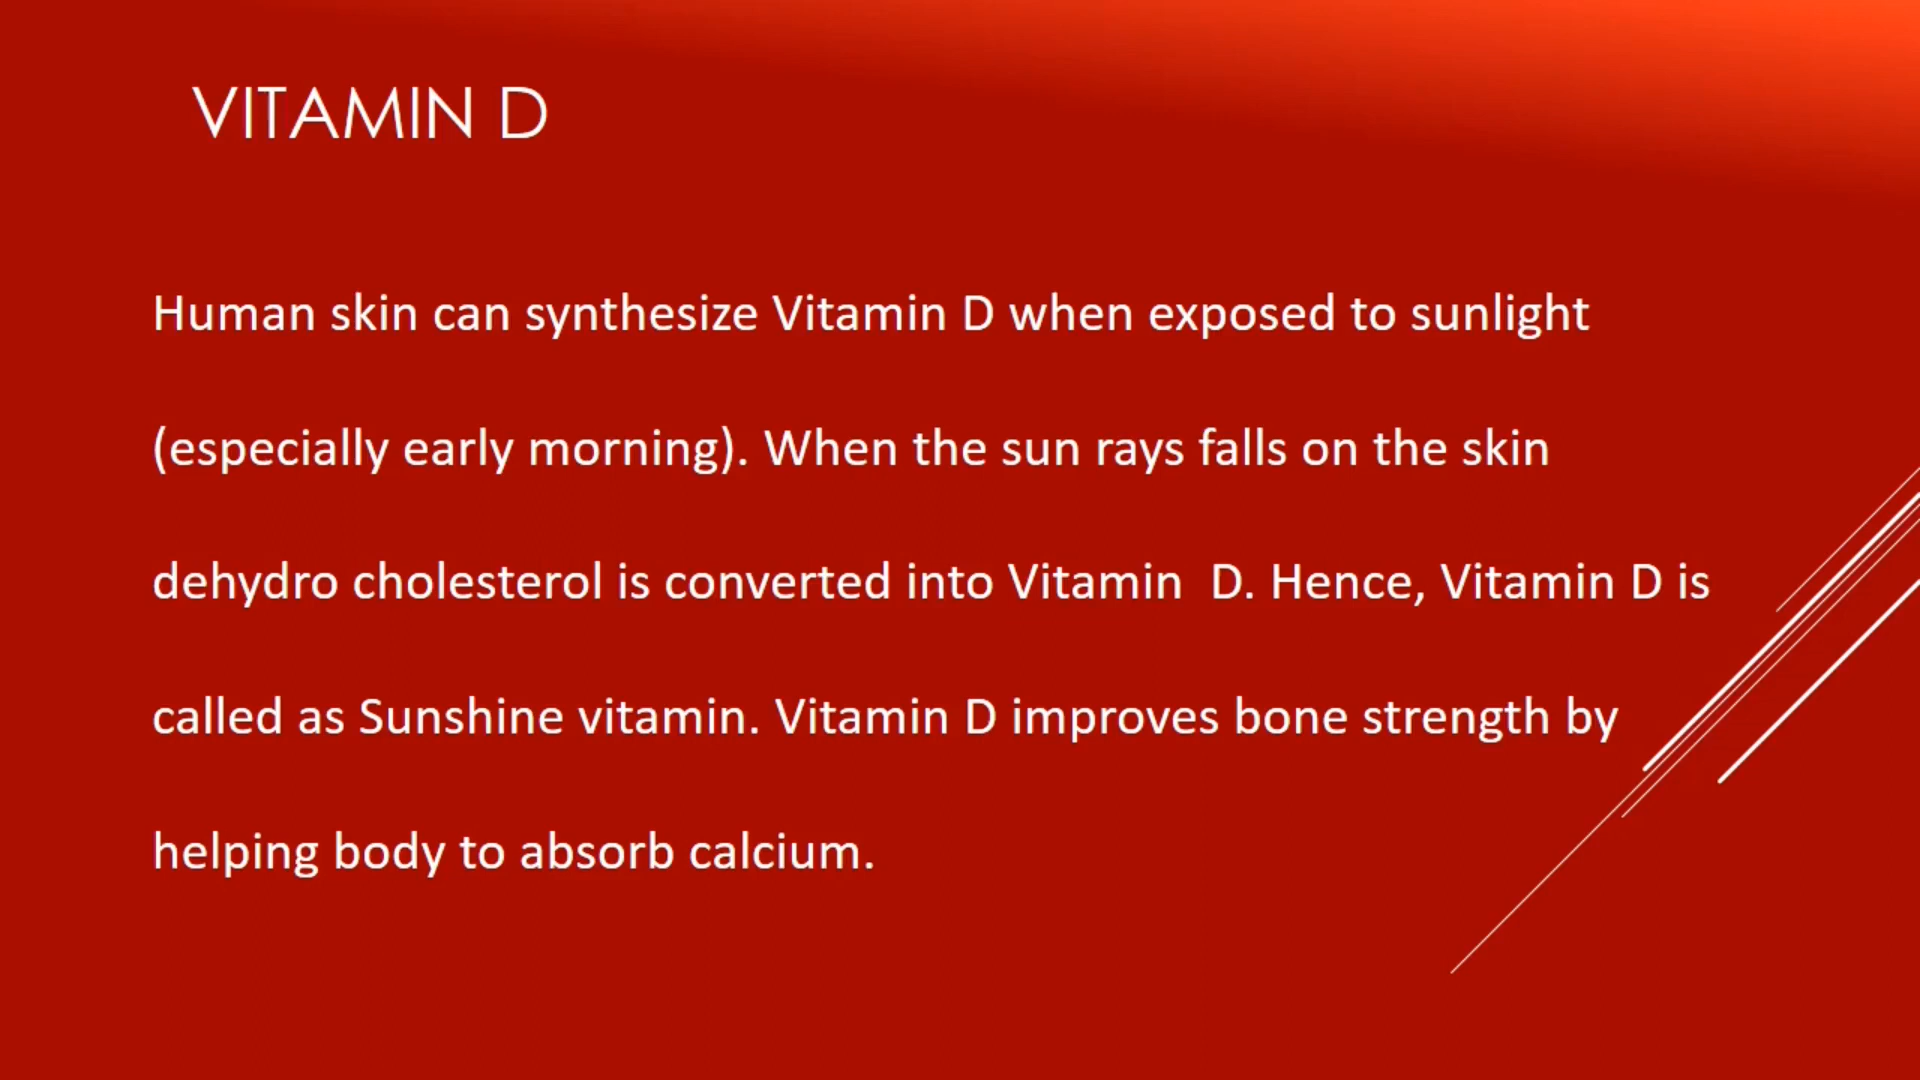 VITAMIN D
Human skin can synthesize Vitamin D when exposed to sunlight
(especially early morning). When the sun rays falls on the skin
dehydro cholesterol is converted into Vitamin  D. Hence, Vitamin D is
called as Sunshine vitamin. Vitamin D improves bone strength by
helping body to absorb calcium.